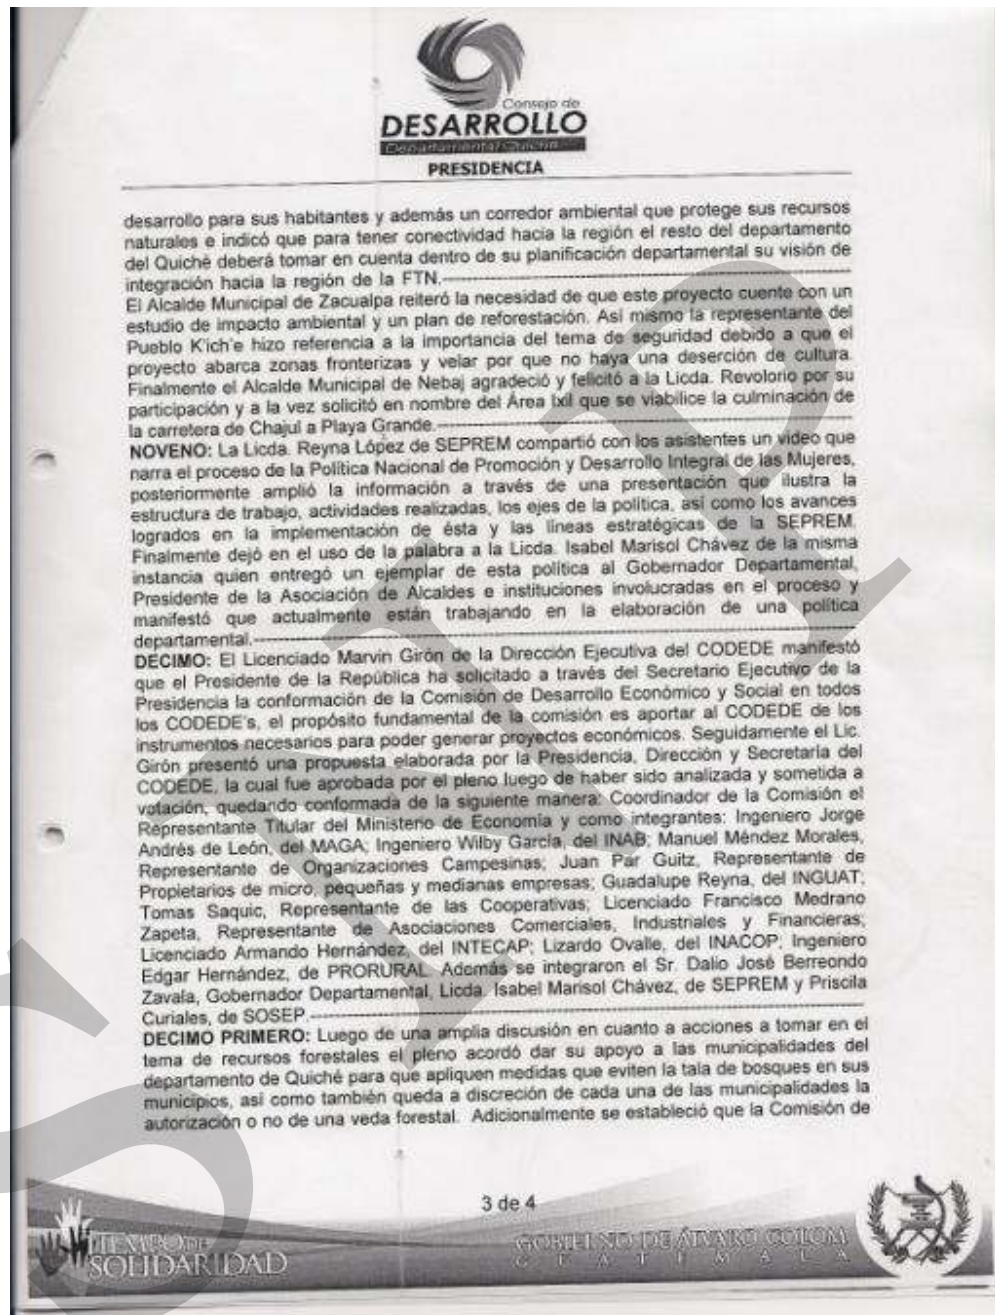 Consejo de
DESARROLLO
Departamental Quiché
PRESIDENCIA
desarrollo para sus habitantes y además un corredor ambiental que protege sus recursos
naturales e indicó que para tener conectividad hacia la región el resto del departamento
del Quiché deberá tomar en cuenta dentro de su planificación departamental su visión de
integración hacia la región de la FTN.
El Alcalde Municipal de Zacualpa reiteró la necesidad de que este proyecto cuente con un
estudio de impacto ambiental y un plan de reforestación. Así mismo la representante del
Pueblo K'ich'e hizo referencia a la importancia del tema de seguridad debido a que el
proyecto abarca zonas fronterizas y velar por que no haya una deserción de cultura.
Finalmente el Alcalde Municipal de Nebaj agradeció y felicitó a la Licda. Revolorio por su
participación y a la vez solicitó en nombre del Área Ixil que se viabilice la culminación de
la carretera de Chajul a Playa Grande.
NOVENO: La Licda. Reyna López de SEPREM compartió con los asistentes un video que
narra el proceso de la Política Nacional de Promoción y Desarrollo Integral de las Mujeres,
posteriormente amplió la información a través de una presentación que ilustra la
estructura de trabajo, actividades realizadas, los ejes de la política, así como los avances
logrados en la implementación de ésta y las líneas estratégicas de la SEPREM.
Finalmente dejó en el uso de la palabra a la Licda. Isabel Marisol Chávez de la misma
instancia quien entregó un ejemplar de esta política al Gobernador Departamental,
Presidente de la Asociación de Alcaldes e instituciones involucradas en el proceso y
manifestó que actualmente están trabajando en la elaboración de una política
departamental.
DECIMO: El Licenciado Marvin Girón de la Dirección Ejecutiva del CODEDE manifestó
que el Presidente de la República ha solicitado a través del Secretario Ejecutivo de la
Presidencia la conformación de la Comisión de Desarrollo Económico y Social en todos
los CODEDE's, el propósito fundamental de la comisión es aportar al CODEDE de los
instrumentos necesarios para poder generar proyectos económicos. Seguidamente el Lic.
Girón presentó una propuesta elaborada por la Presidencia, Dirección y Secretaría del
CODEDE, la cual fue aprobada por el pleno luego de haber sido analizada y sometida a
votación, quedando conformada de la siguiente manera: Coordinador de la Comisión el
Representante Titular del Ministerio de Economía y como integrantes: Ingeniero Jorge
Andrés de León, del MAGA; Ingeniero Wilby García, del INAB; Manuel Méndez Morales,
Representante de Organizaciones Campesinas; Juan Par Guitz, Representante de
Propietarios de micro, pequeñas y medianas empresas; Guadalupe Reyna, del INGUAT;
Tomas Saquic, Representante de las Cooperativas; Licenciado Francisco Medrano
Zapeta, Representante de Asociaciones Comerciales, Industriales y Financieras;
Licenciado Armando Hernández, del INTECAP; Lizardo Ovalle, del INACOP; Ingeniero
Edgar Hernández, de PRORURAL. Además se integraron el Sr. Dalio José Berreondo
Zavala, Gobernador Departamental, Licda. Isabel Marisol Chávez, de SEPREM y Priscila
Curiales, de SOSEP.
DECIMO PRIMERO: Luego de una amplia discusión en cuanto a acciones a tomar en el
tema de recursos forestales el pleno acordó dar su apoyo a las municipalidades del
departamento de Quiché para que apliquen medidas que eviten la tala de bosques en sus
municipios, así como también queda a discreción de cada una de las municipalidades la
autorización o no de una veda forestal. Adicionalmente se estableció que la Comisión de
3 de 4
TIEMPO DE
SOLIDARIDAD
GOBIERNO DE ÁLVARO COLOM
GUATEMALA